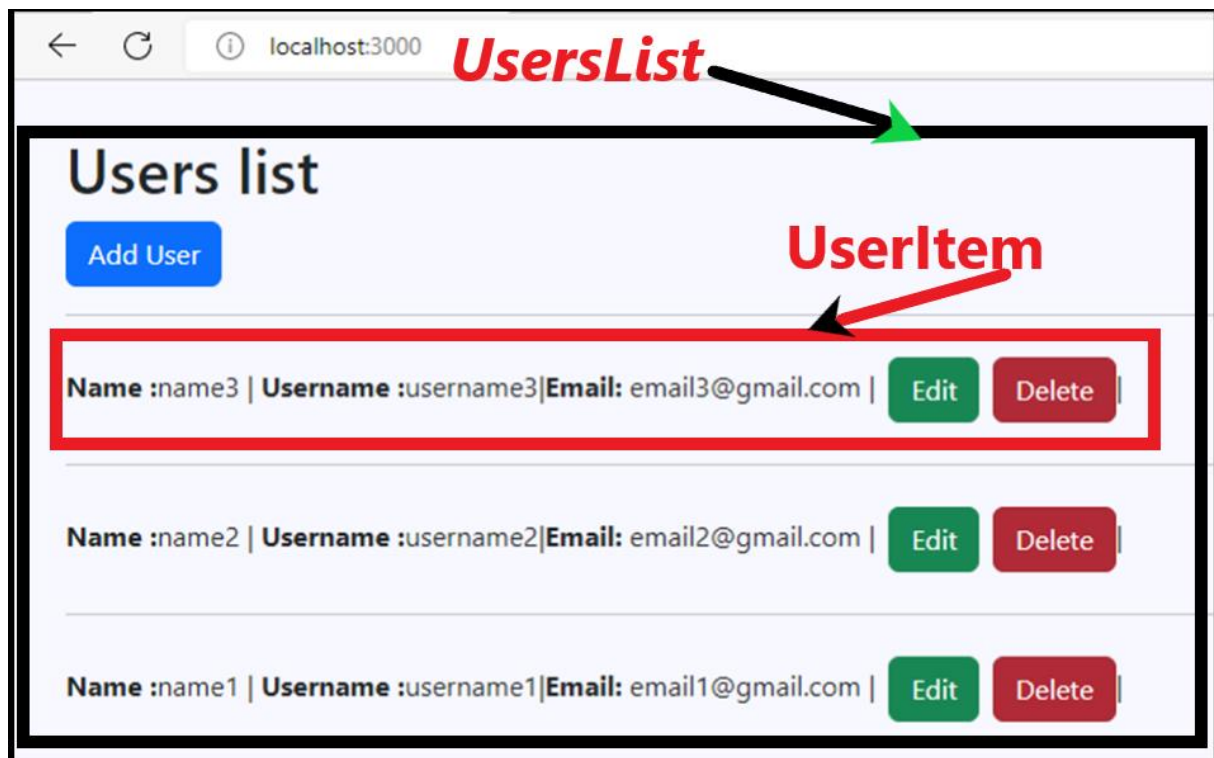 localhost:3000
UsersList
Users list
Add User
UserItem
Name :name3 | Username :username3|Email: email3@gmail.com | Edit Delete |
Name :name2 | Username :username2|Email: email2@gmail.com | Edit Delete |
Name :name1 | Username :username1|Email: email1@gmail.com | Edit Delete |